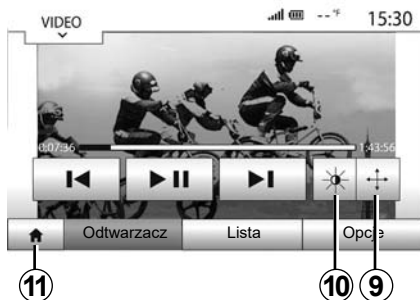 VIDEO
--°F 15:30
0:07:36 1:43:56
Odtwarzacz Lista Opcje
11 10 9